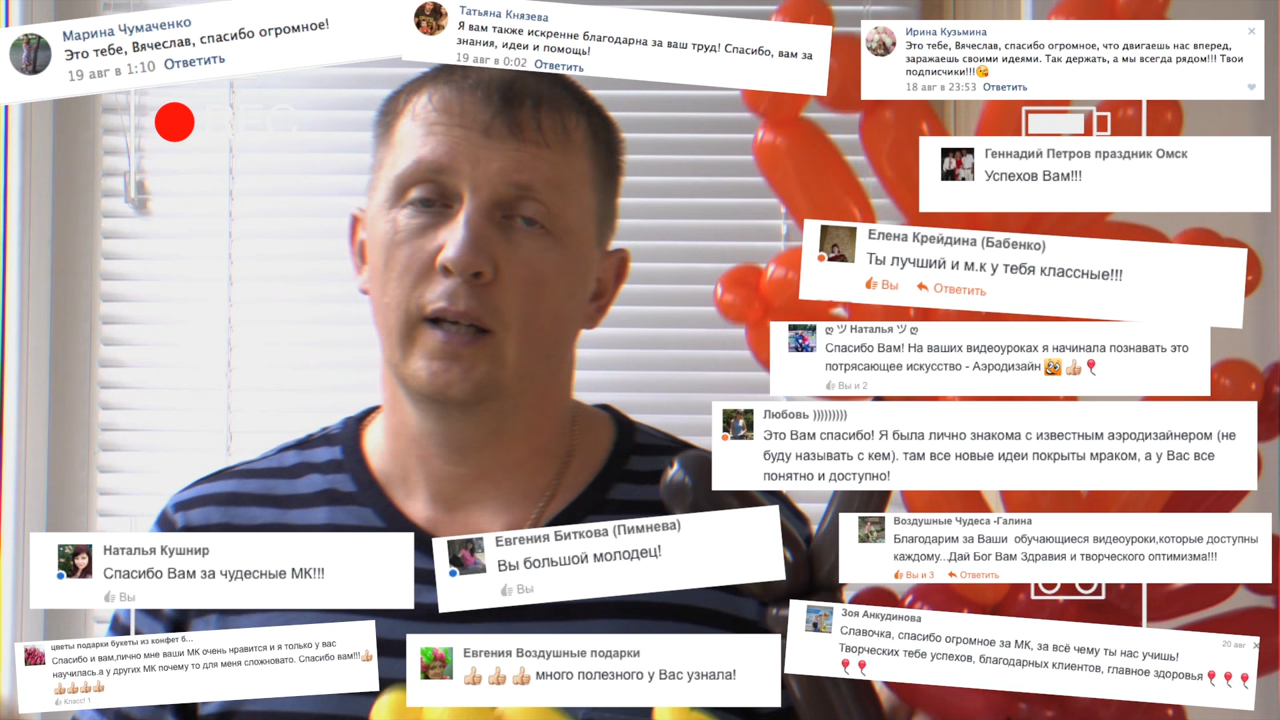 Марина Чумаченко
Это тебе, Вячеслав, спасибо огромное!
19 авг в 1:10 Ответить
Татьяна Князева
Я вам также искренне благодарна за ваш труд! Спасибо, вам за
знания, идеи и помощь!
19 авг в 0:02 Ответить
Ирина Кузьмина
Это тебе, Вячеслав, спасибо огромное, что двигаешь нас вперед,
заражаешь своими идеями. Так держать, а мы всегда рядом!!! Твои
подписчики!!!😘
18 авг в 23:53 Ответить
REC
Геннадий Петров праздник Омск
Успехов Вам!!!
Елена Крейдина (Бабенко)
Ты лучший и м.к у тебя классные!!!
Вы Ответить
ღ ツ Наталья ツ ღ
Спасибо Вам! На ваших видеоуроках я начинала познавать это
потрясающее искусство - Аэродизайн 👍🎈
Вы и 2
Любовь )))))))))
Это Вам спасибо! Я была лично знакома с известным аэродизайнером (не
буду называть с кем). там все новые идеи покрыты мраком, а у Вас все
понятно и доступно!
Наталья Кушнир
Спасибо Вам за чудесные МК!!!
Вы
Евгения Биткова (Пимнева)
Вы большой молодец!
Вы
Воздушные Чудеса -Галина
Благодарим за Ваши обучающиеся видеоуроки,которые доступны
каждому...Дай Бог Вам Здравия и творческого оптимизма!!!
Вы и 3 Ответить
цветы подарки букеты из конфет б...
Спасибо и вам,лично мне ваши МК очень нравится и я только у вас
научилась.а у других МК почему то для меня сложновато. Спасибо вам!!!👍
👍👍👍👍
Класс! 1
Евгения Воздушные подарки
👍👍👍 много полезного у Вас узнала!
Зоя Анкудинова
20 авг
Славочка, спасибо огромное за МК, за всё чему ты нас учишь!
Творческих тебе успехов, благодарных клиентов, главное здоровья🎈🎈🎈
🎈🎈